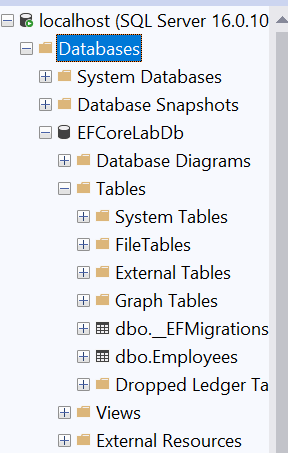 localhost (SQL Server 16.0.10
Databases
System Databases
Database Snapshots
EFCoreLabDb
Database Diagrams
Tables
System Tables
FileTables
External Tables
Graph Tables
dbo.__EFMigrations
dbo.Employees
Dropped Ledger Ta
Views
External Resources